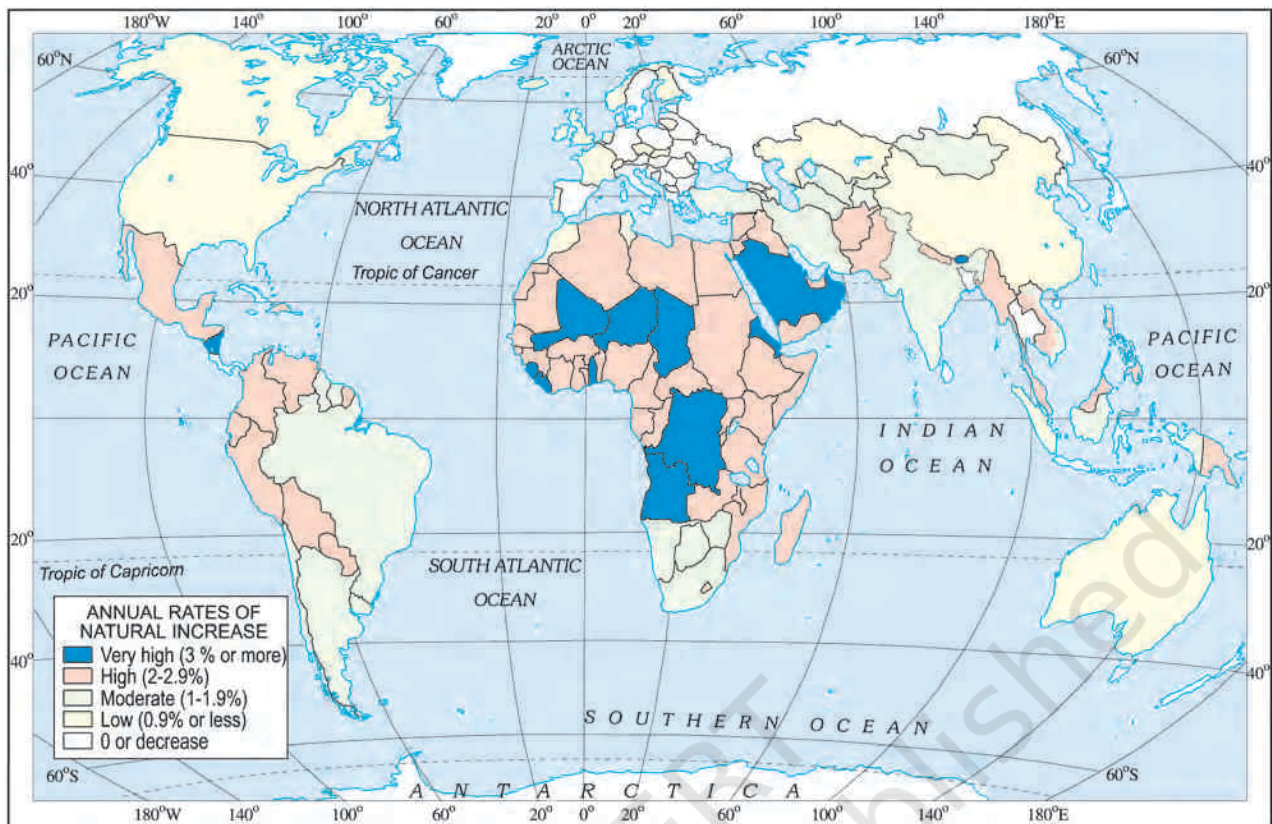 180°W 140° 100° 20° 0° 20° 60° 100° 140° 180°E
ARCTIC
OCEAN
60°N
60°N
40°
40°
NORTH ATLANTIC
OCEAN
Tropic of Cancer
20°
20°
PACIFIC
OCEAN
PACIFIC
OCEAN
INDIAN
OCEAN
20°
20°
Tropic of Capricorn
SOUTH ATLANTIC
OCEAN
ANNUAL RATES OF
NATURAL INCREASE
Very high (3 % or more)
High (2-2.9%)
Moderate (1-1.9%)
Low (0.9% or less)
0 or decrease
40°
40°
SOUTHERN OCEAN
60°S
60°S
ANTARCTICA
180°W 140° 100° 60° 20° 0° 20° 60° 100° 140° 180°E